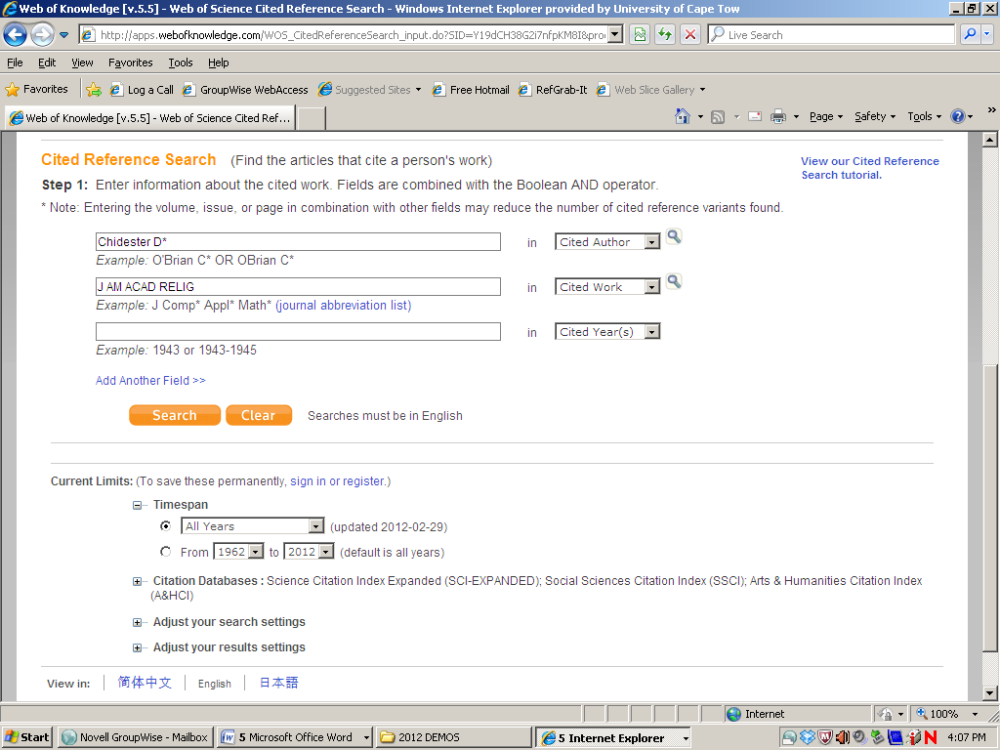 Web of Knowledge [v.5.5] - Web of Science Cited Reference Search - Windows Internet Explorer provided by University of Cape Tow
http://apps.webofknowledge.com/WOS_CitedReferenceSearch_input.do?SID=Y19dCH38G2i7nfpKM8I&pro Live Search
File Edit View Favorites Tools Help
Favorites Log a Call GroupWise WebAccess Suggested Sites Free Hotmail RefGrab-It Web Slice Gallery
Web of Knowledge [v.5.5] - Web of Science Cited Ref... Page Safety Tools
Cited Reference Search (Find the articles that cite a person's work)
View our Cited Reference
Search tutorial.
Step 1: Enter information about the cited work. Fields are combined with the Boolean AND operator.
* Note: Entering the volume, issue, or page in combination with other fields may reduce the number of cited reference variants found.
Chidester D* in Cited Author
Example: O'Brian C* OR OBrian C*
J AM ACAD RELIG in Cited Work
Example: J Comp* Appl* Math* (journal abbreviation list)
in Cited Year(s)
Example: 1943 or 1943-1945
Add Another Field >>
Search Clear Searches must be in English
Current Limits: (To save these permanently, sign in or register.)
Timespan
All Years (updated 2012-02-29)
From 1962 to 2012 (default is all years)
Citation Databases : Science Citation Index Expanded (SCI-EXPANDED); Social Sciences Citation Index (SSCI); Arts & Humanities Citation Index
(A&HCI)
Adjust your search settings
Adjust your results settings
View in: 简体中文 English 日本語
Internet 100%
Start Novell GroupWise - Mailbox 5 Microsoft Office Word 2012 DEMOS 5 Internet Explorer 4:07 PM